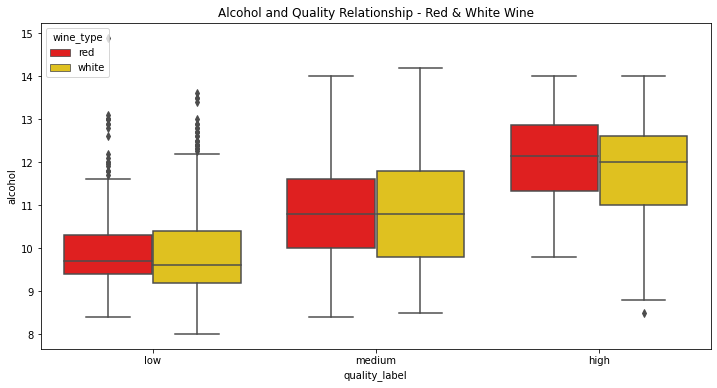 Alcohol and Quality Relationship - Red & White Wine
wine_type
red
white
alcohol
15
14
13
12
11
10
9
8
low
medium
high
quality_label